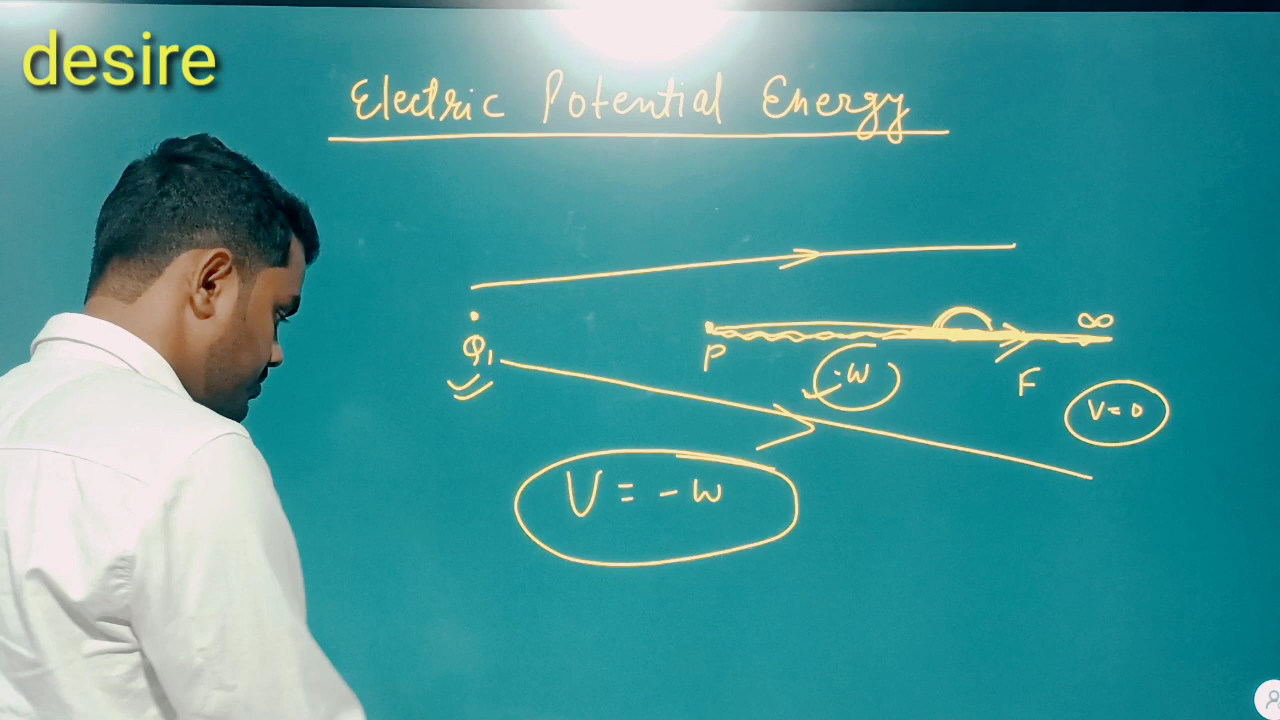 desire
Electric Potential Energy
Q1
P
∞
-W
F
V = 0
V = - W